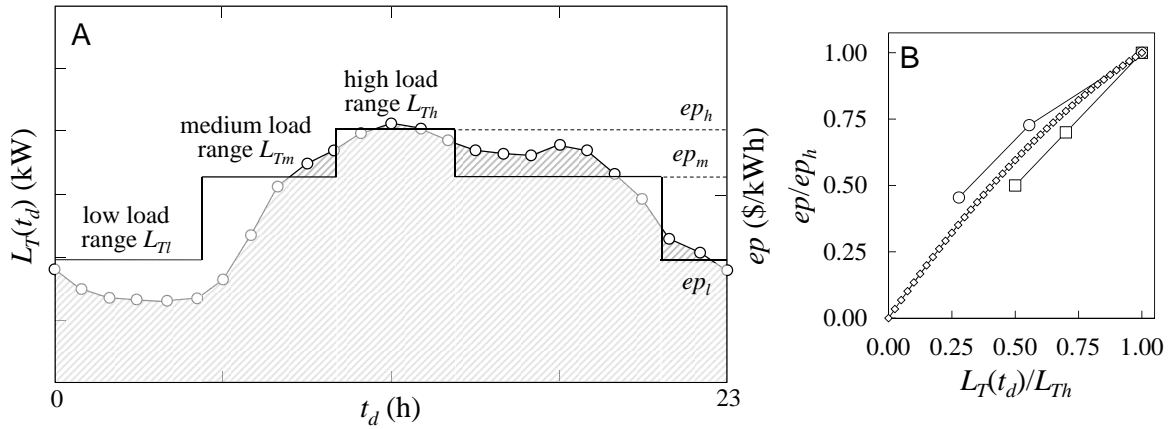 A
high load
range L_Th
medium load
range L_Tm
low load
range L_Tl
ep_h
ep_m
ep_l
L_T(t_d) (kW)
ep ($/kWh)
0
t_d (h)
23
B
1.00
0.75
0.50
0.25
0.00
ep/ep_h
0.00 0.25 0.50 0.75 1.00
L_T(t_d)/L_Th